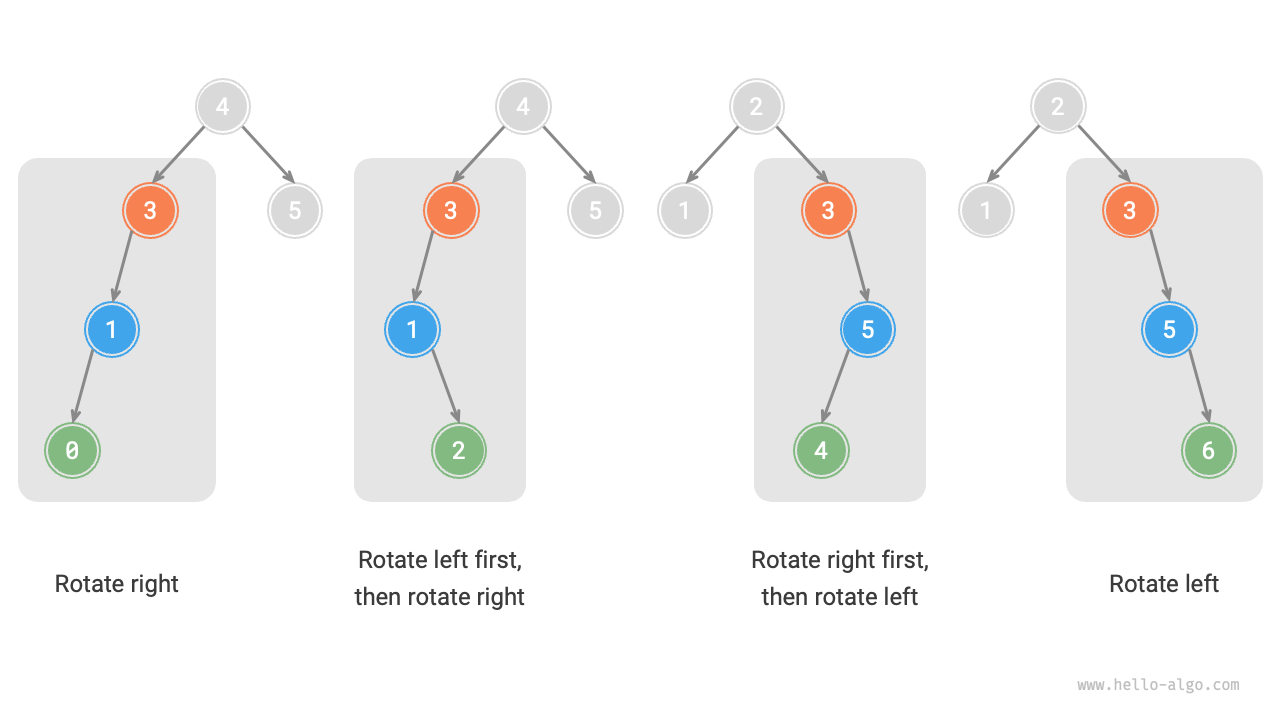 4
4
2
2
3
5
3
5
1
3
1
3
1
1
5
5
0
2
4
6
Rotate right
Rotate left first,
then rotate right
Rotate right first,
then rotate left
Rotate left
www.hello-algo.com